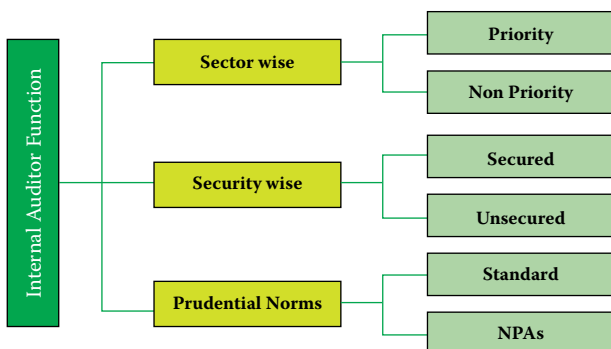 Internal Auditor Function
Sector wise
Priority
Non Priority
Security wise
Secured
Unsecured
Prudential Norms
Standard
NPAs